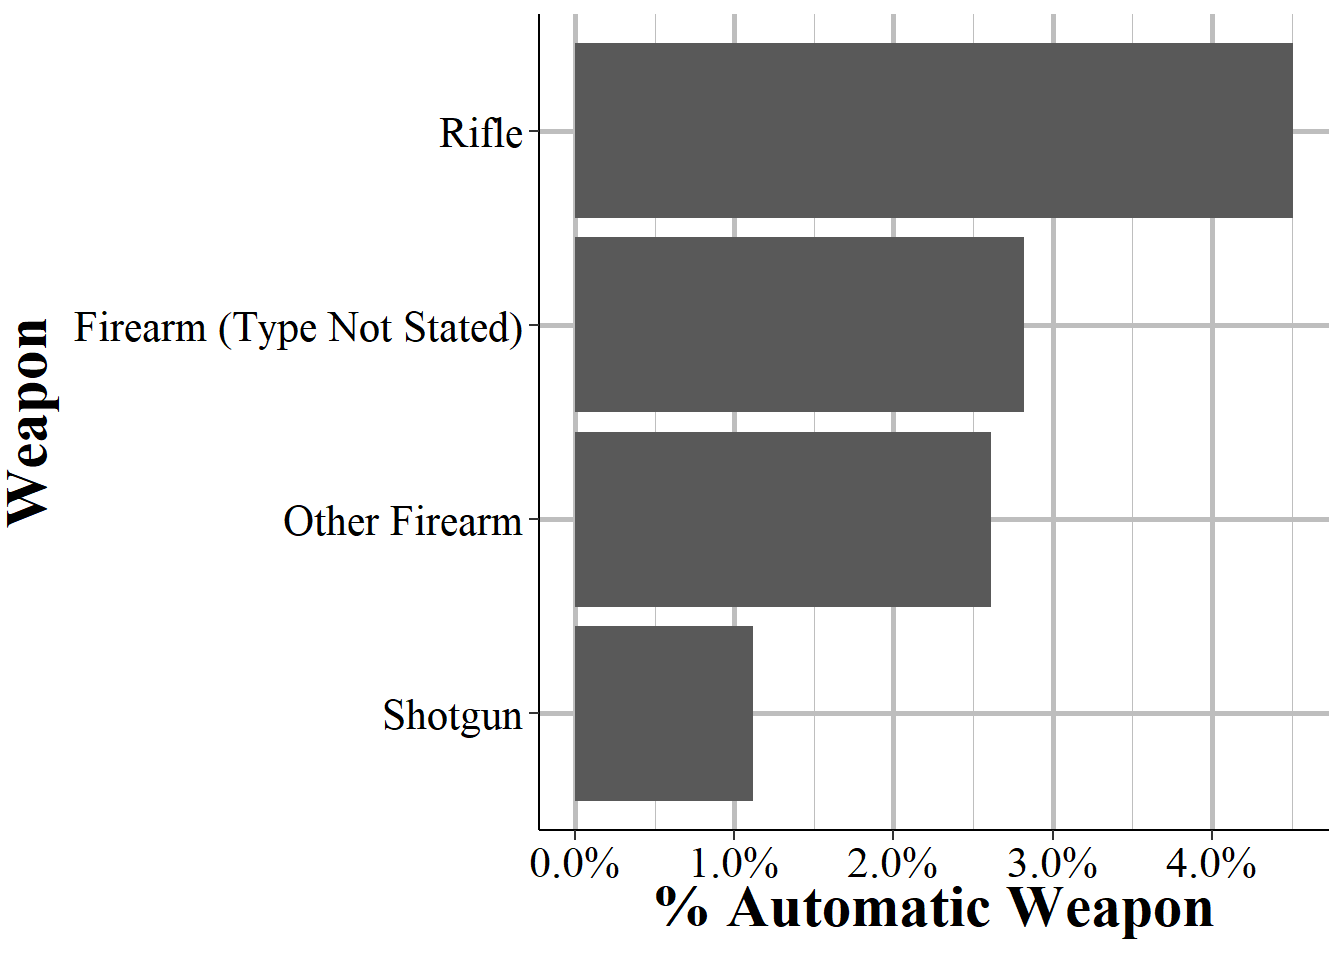 Weapon
Rifle
Firearm (Type Not Stated)
Other Firearm
Shotgun
0.0% 1.0% 2.0% 3.0% 4.0%
% Automatic Weapon